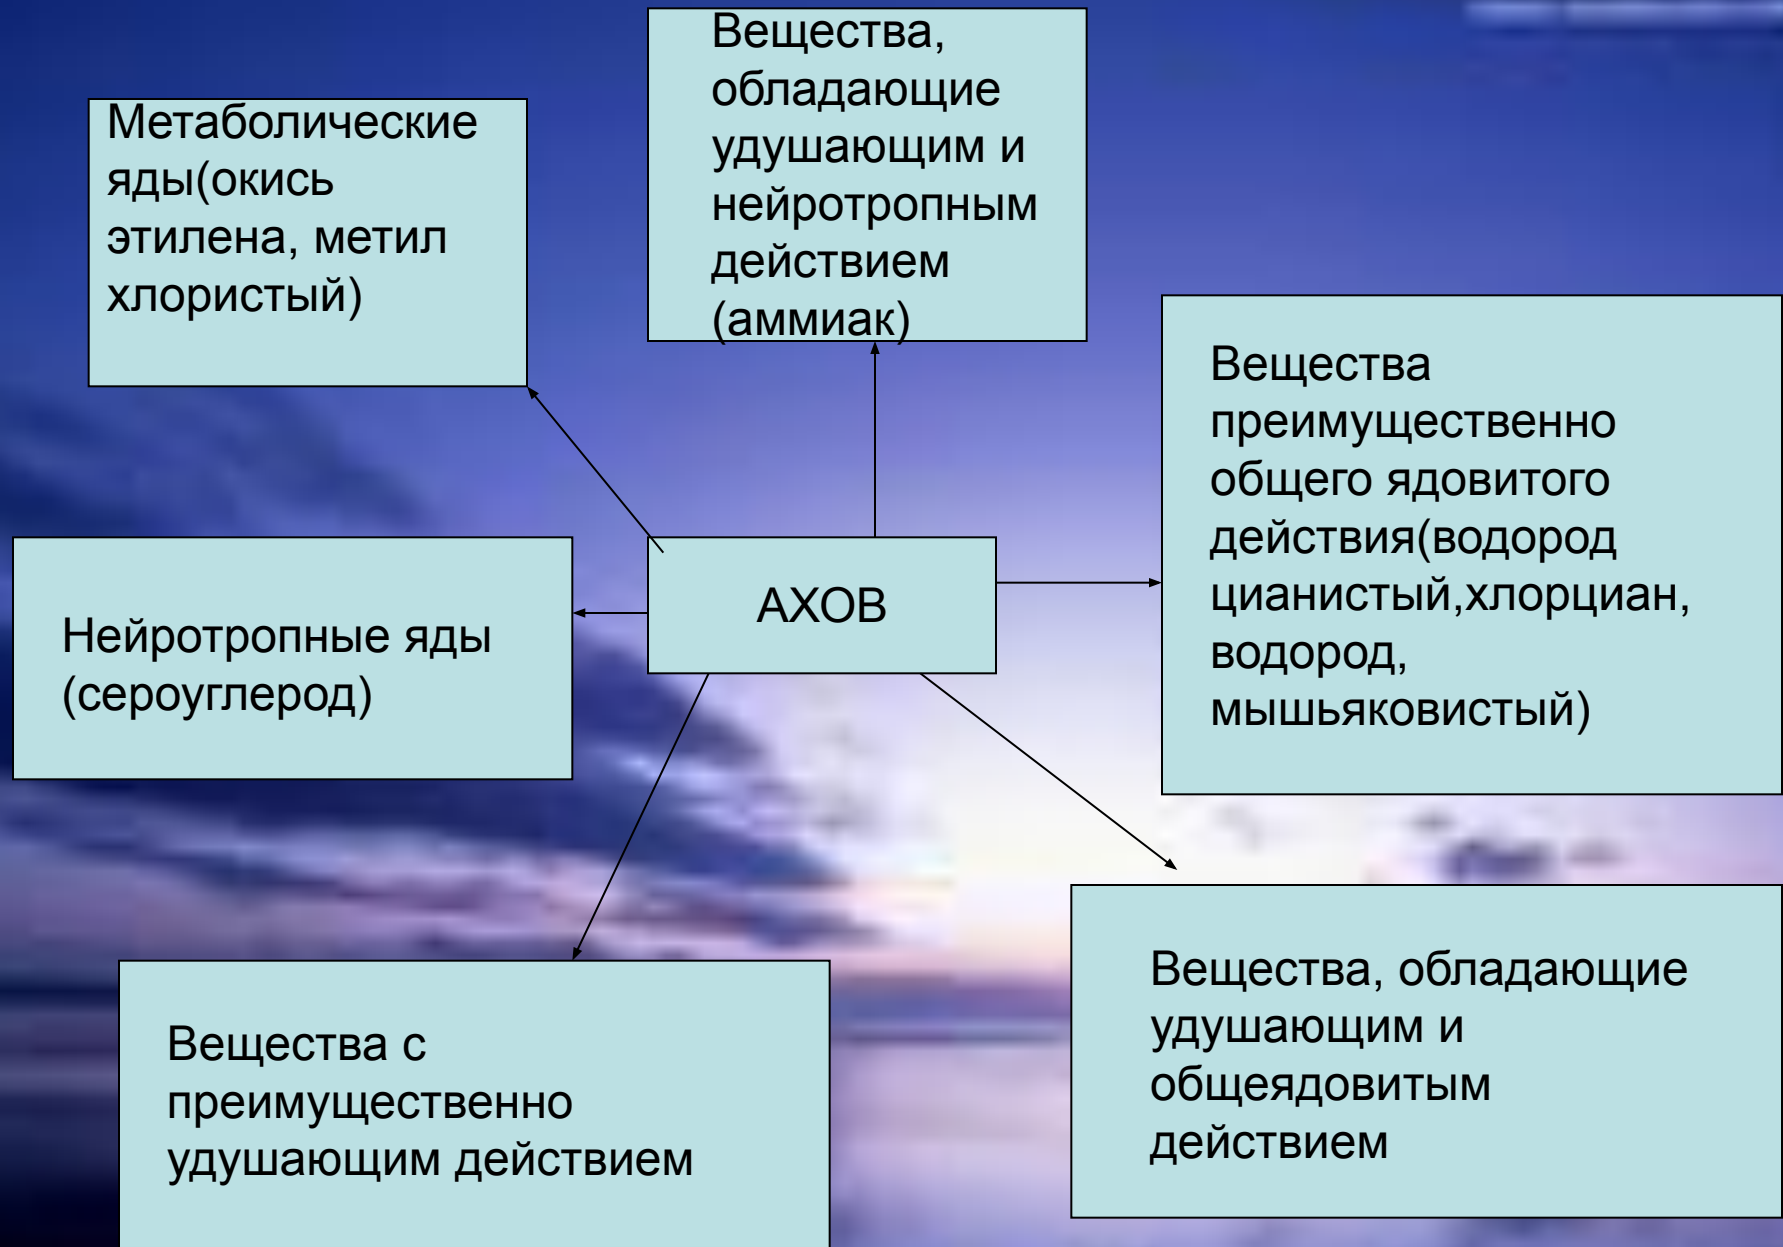 Вещества,
обладающие
удушающим и
нейротропным
действием
(аммиак)
Метаболические
яды(окись
этилена, метил
хлористый)
Вещества
преимущественно
общего ядовитого
действия(водород
цианистый,хлорциан,
водород,
мышьяковистый)
АХОВ
Нейротропные яды
(сероуглерод)
Вещества, обладающие
удушающим и
общеядовитым
действием
Вещества с
преимущественно
удушающим действием